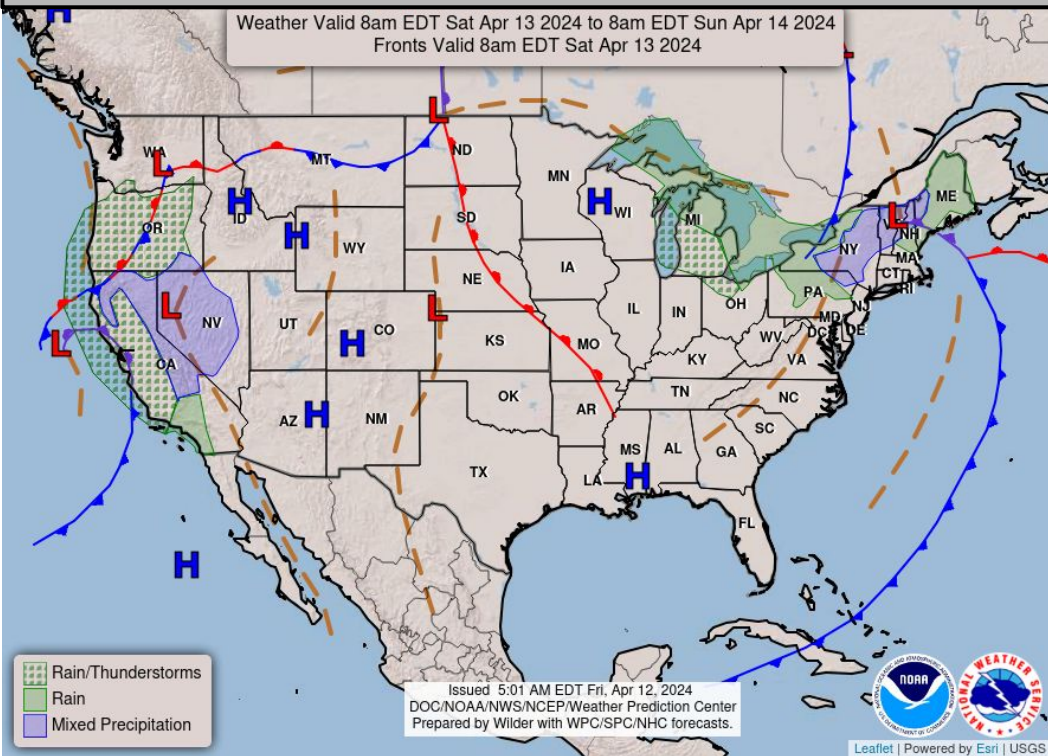 Weather Valid 8am EDT Sat Apr 13 2024 to 8am EDT Sun Apr 14 2024
Fronts Valid 8am EDT Sat Apr 13 2024
H
L
L
WA
L
MT
ND
MN
ME
H
ID
H
WY
SD
H
WI
MI
L
NH
OR
NY
MA
CT
RI
L
NV
UT
H
CO
L
NE
IA
IL
IN
OH
PA
NJ
MD
DE
DC
WV
VA
L
CA
KS
MO
KY
AZ
H
NM
OK
AR
TN
NC
SC
TX
LA
MS
H
AL
GA
FL
H
Rain/Thunderstorms
Rain
Mixed Precipitation
Issued 5:01 AM EDT Fri, Apr 12, 2024
DOC/NOAA/NWS/NCEP/Weather Prediction Center
Prepared by Wilder with WPC/SPC/NHC forecasts.
NOAA
NATIONAL WEATHER SERVICE
Leaflet | Powered by Esri | USGS